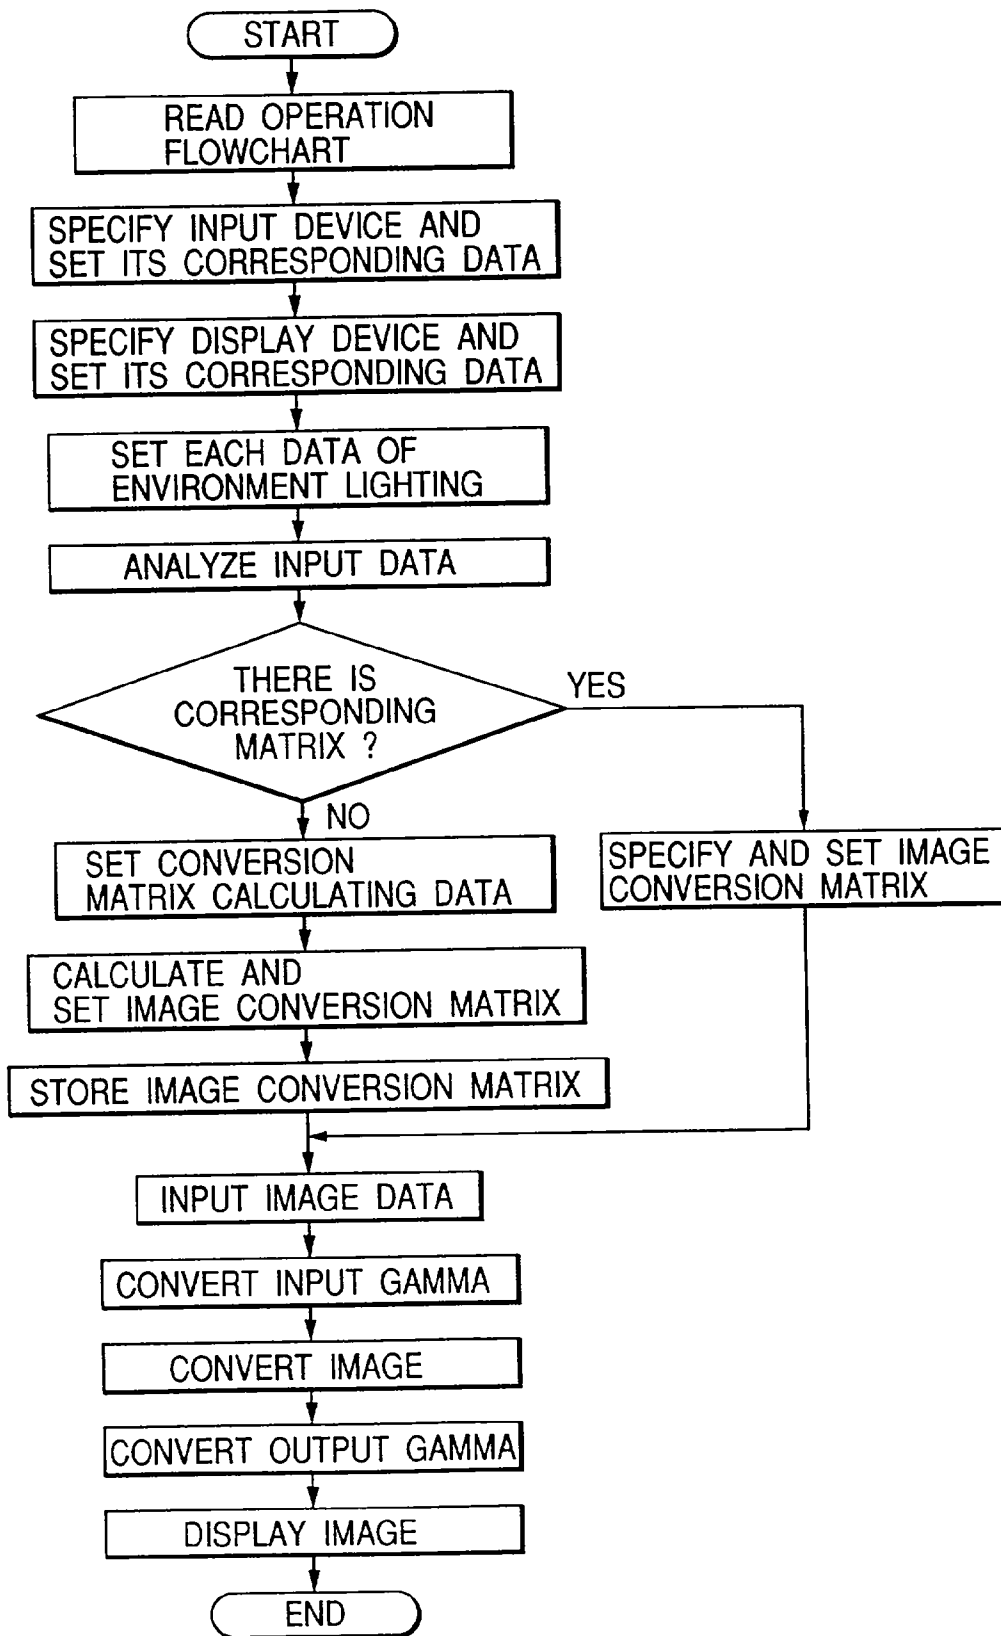 START
READ OPERATION
FLOWCHART
SPECIFY INPUT DEVICE AND
SET ITS CORRESPONDING DATA
SPECIFY DISPLAY DEVICE AND
SET ITS CORRESPONDING DATA
SET EACH DATA OF
ENVIRONMENT LIGHTING
ANALYZE INPUT DATA
THERE IS
CORRESPONDING
MATRIX ?
YES
NO
SET CONVERSION
MATRIX CALCULATING DATA
SPECIFY AND SET IMAGE
CONVERSION MATRIX
CALCULATE AND
SET IMAGE CONVERSION MATRIX
STORE IMAGE CONVERSION MATRIX
INPUT IMAGE DATA
CONVERT INPUT GAMMA
CONVERT IMAGE
CONVERT OUTPUT GAMMA
DISPLAY IMAGE
END